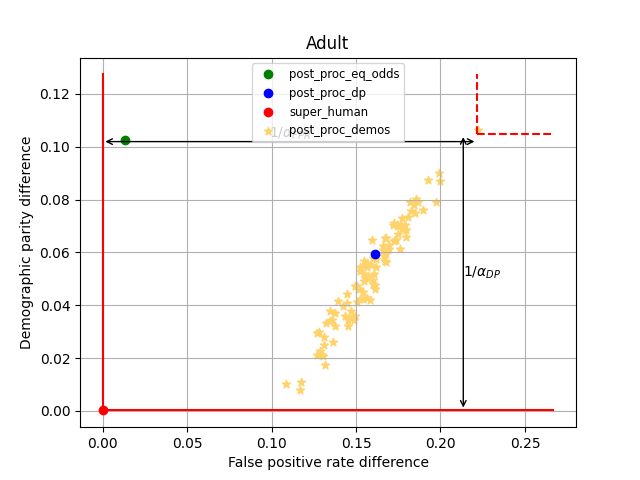 Adult
post_proc_eq_odds
post_proc_dp
super_human
post_proc_demos
1/α_{DP}
Demographic parity difference
0.12
0.10
0.08
0.06
0.04
0.02
0.00
0.00
0.05
0.10
0.15
0.20
0.25
False positive rate difference